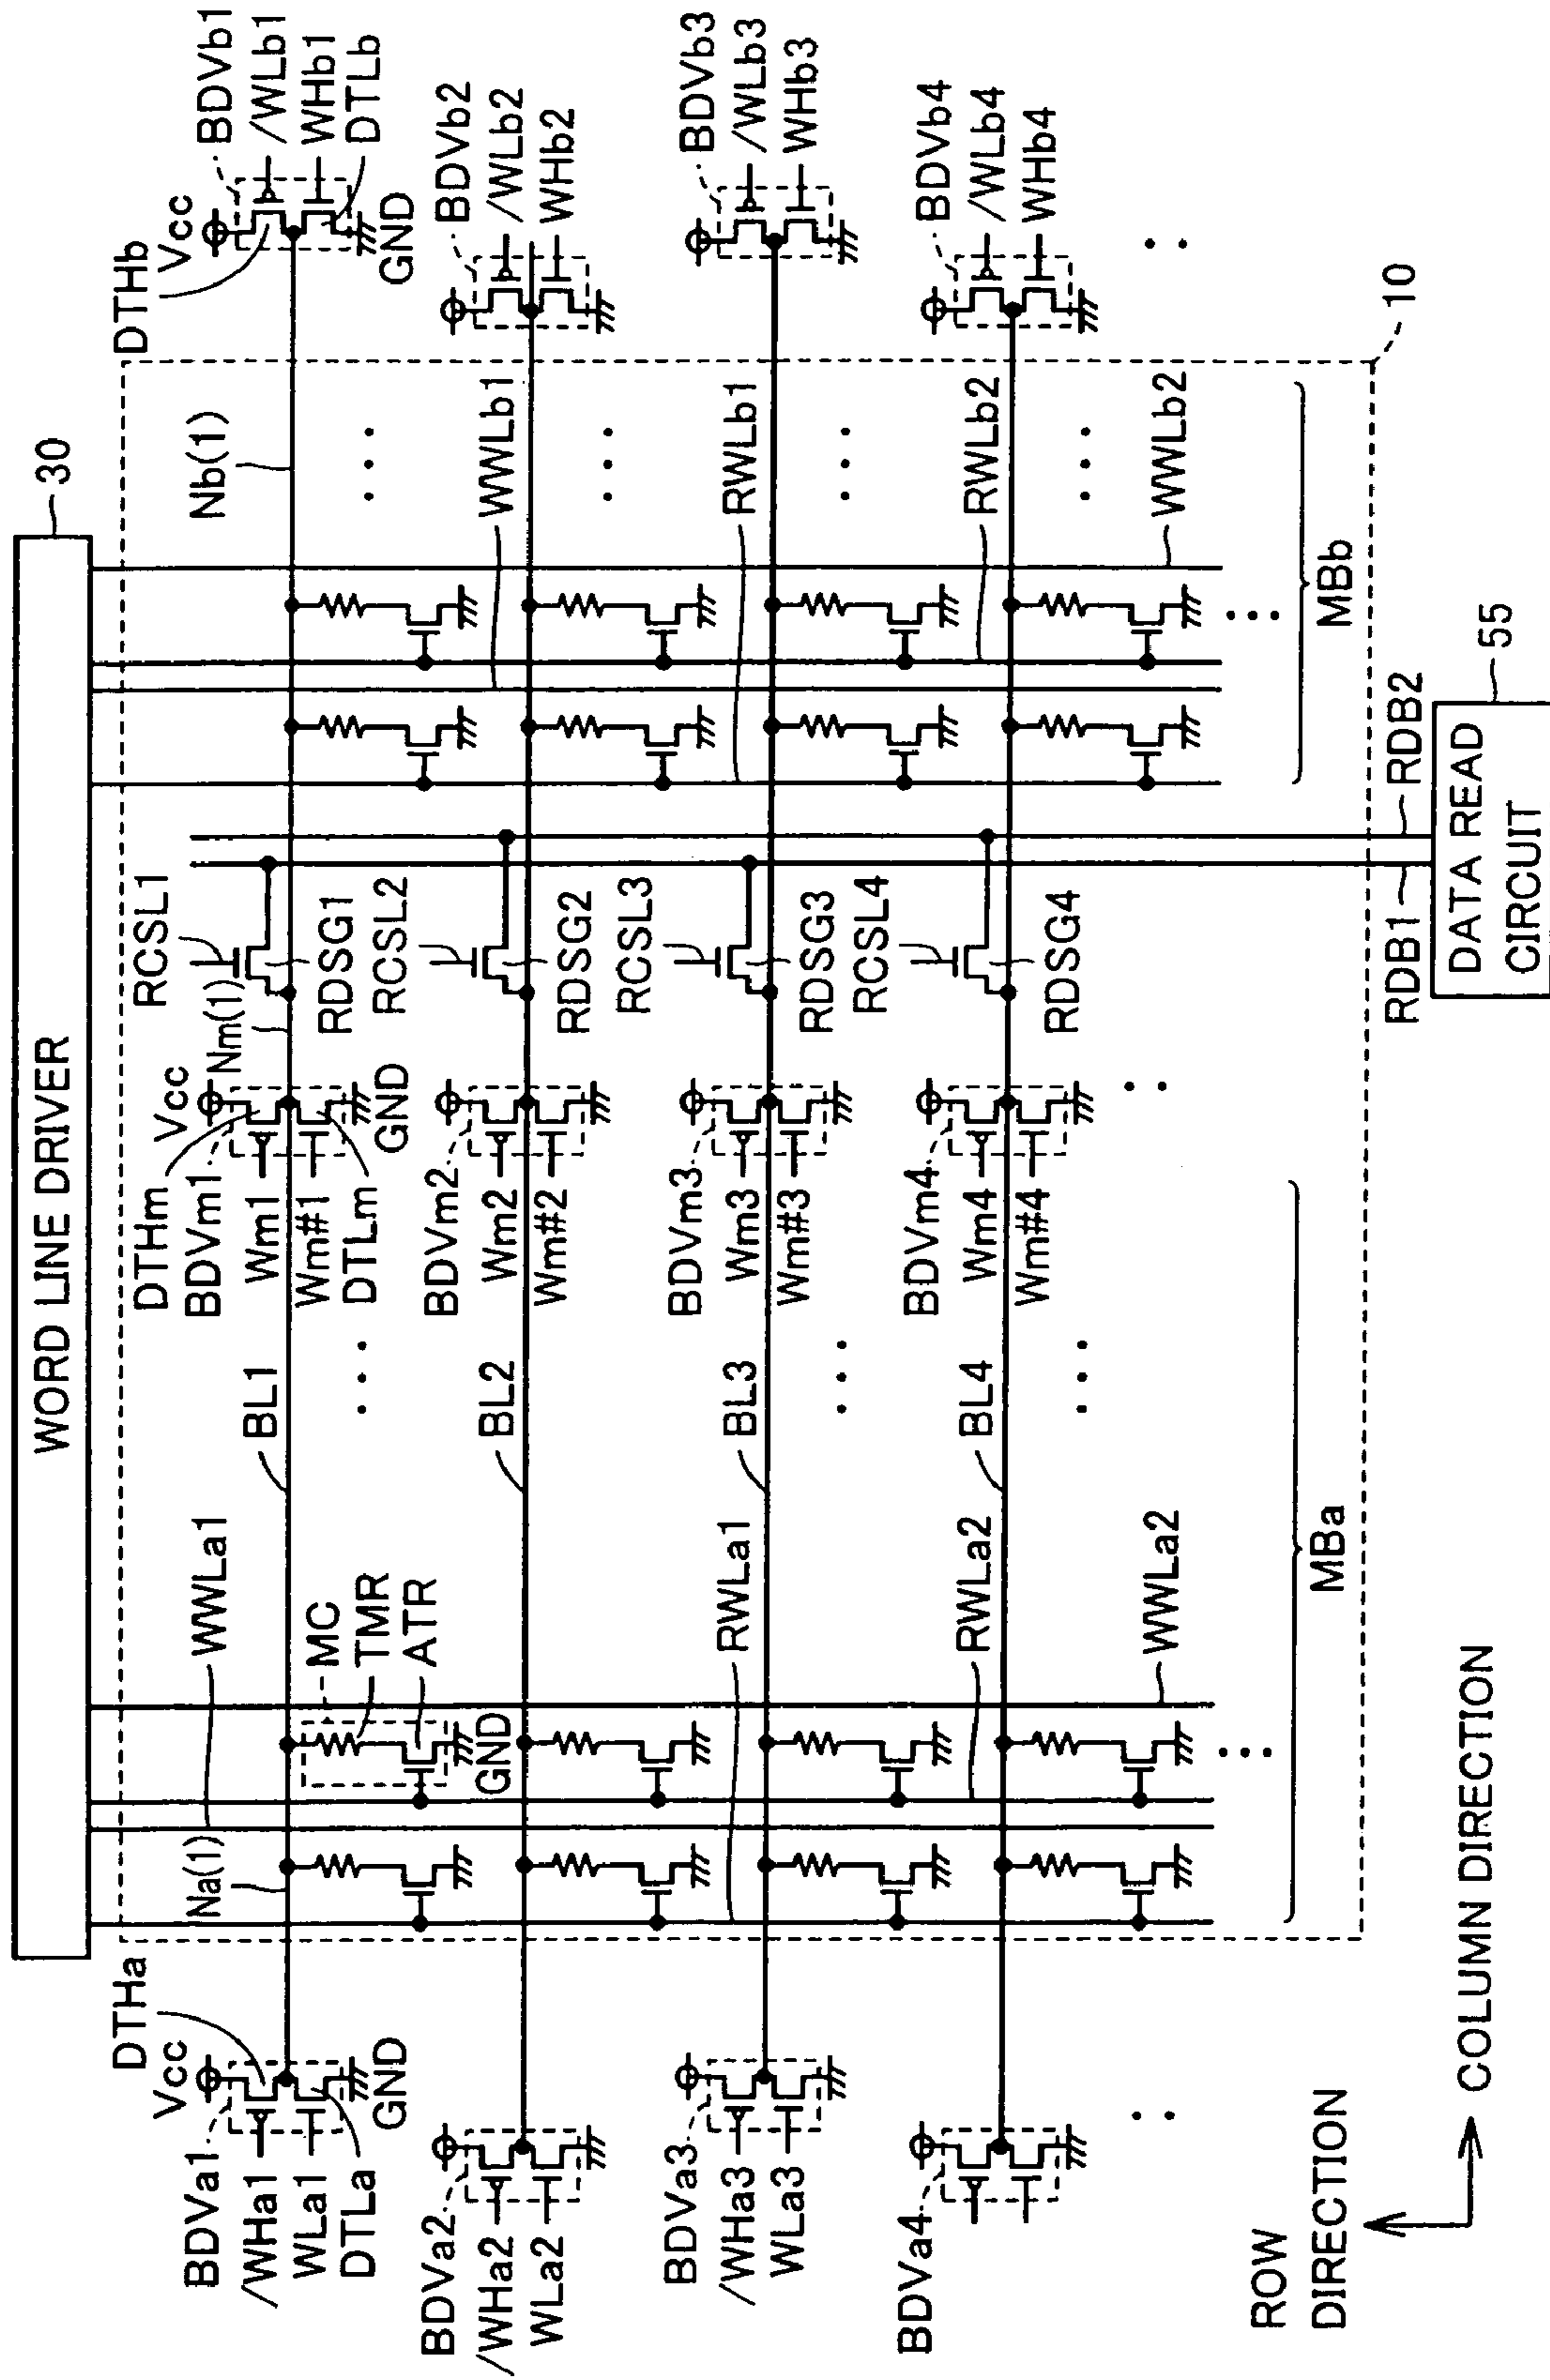 WORD LINE DRIVER
30
DTHa
Vcc
BDVa1
/WHa1
WLa1
DTLa
GND
Na(1)
WWLa1
MC
TMR
ATR
GND
BL1
DTHm
Vcc
BDVm1
Wm1
Wm#1
DTLm
GND
Nm(1)
RCSL1
RDSG1
Nb(1)
DTHb
Vcc
GND
BDVb1
/WLb1
WHb1
DTLb
BDVa2
/WHa2
WLa2
BL2
BDVm2
Wm2
Wm#2
RCSL2
RDSG2
WWLb1
BDVb2
/WLb2
WHb2
BDVa3
/WHa3
WLa3
RWLa1
BL3
BDVm3
Wm3
Wm#3
RCSL3
RDSG3
RWLb1
BDVb3
/WLb3
WHb3
BDVa4
RWLa2
BL4
BDVm4
Wm4
Wm#4
RCSL4
RDSG4
RWLb2
BDVb4
/WLb4
WHb4
WWLa2
WWLb2
MBa
MBb
10
ROW
DIRECTION
COLUMN DIRECTION
RDB1
RDB2
DATA READ
CIRCUIT
55